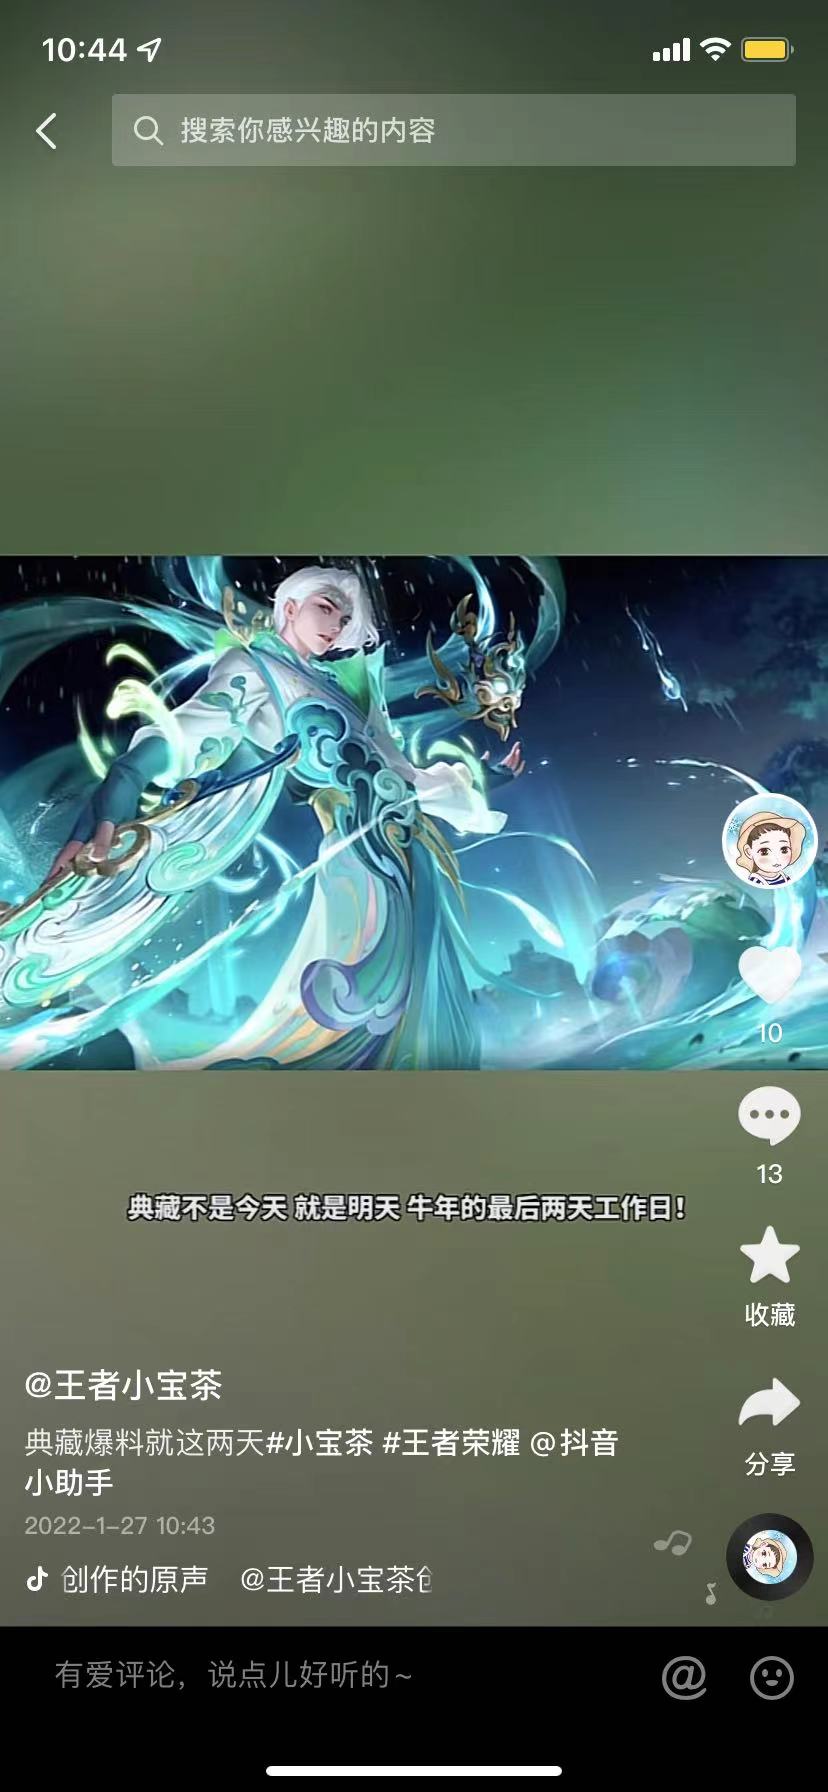 10:44
搜索你感兴趣的内容
10
13
典藏不是今天 就是明天 牛年的最后两天工作日！
收藏
@王者小宝茶
典藏爆料就这两天#小宝茶 #王者荣耀 @抖音
小助手
分享
2022-1-27 10:43
创作的原声 @王者小宝茶
有爱评论，说点儿好听的~